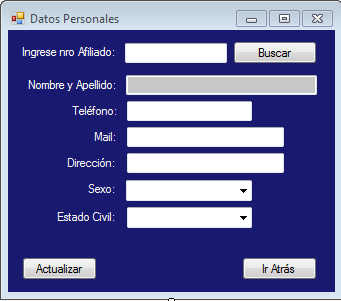 Datos Personales
Ingrese nro Afiliado: Buscar
Nombre y Apellido:
Teléfono:
Mail:
Dirección:
Sexo:
Estado Civil:
Actualizar Ir Atrás